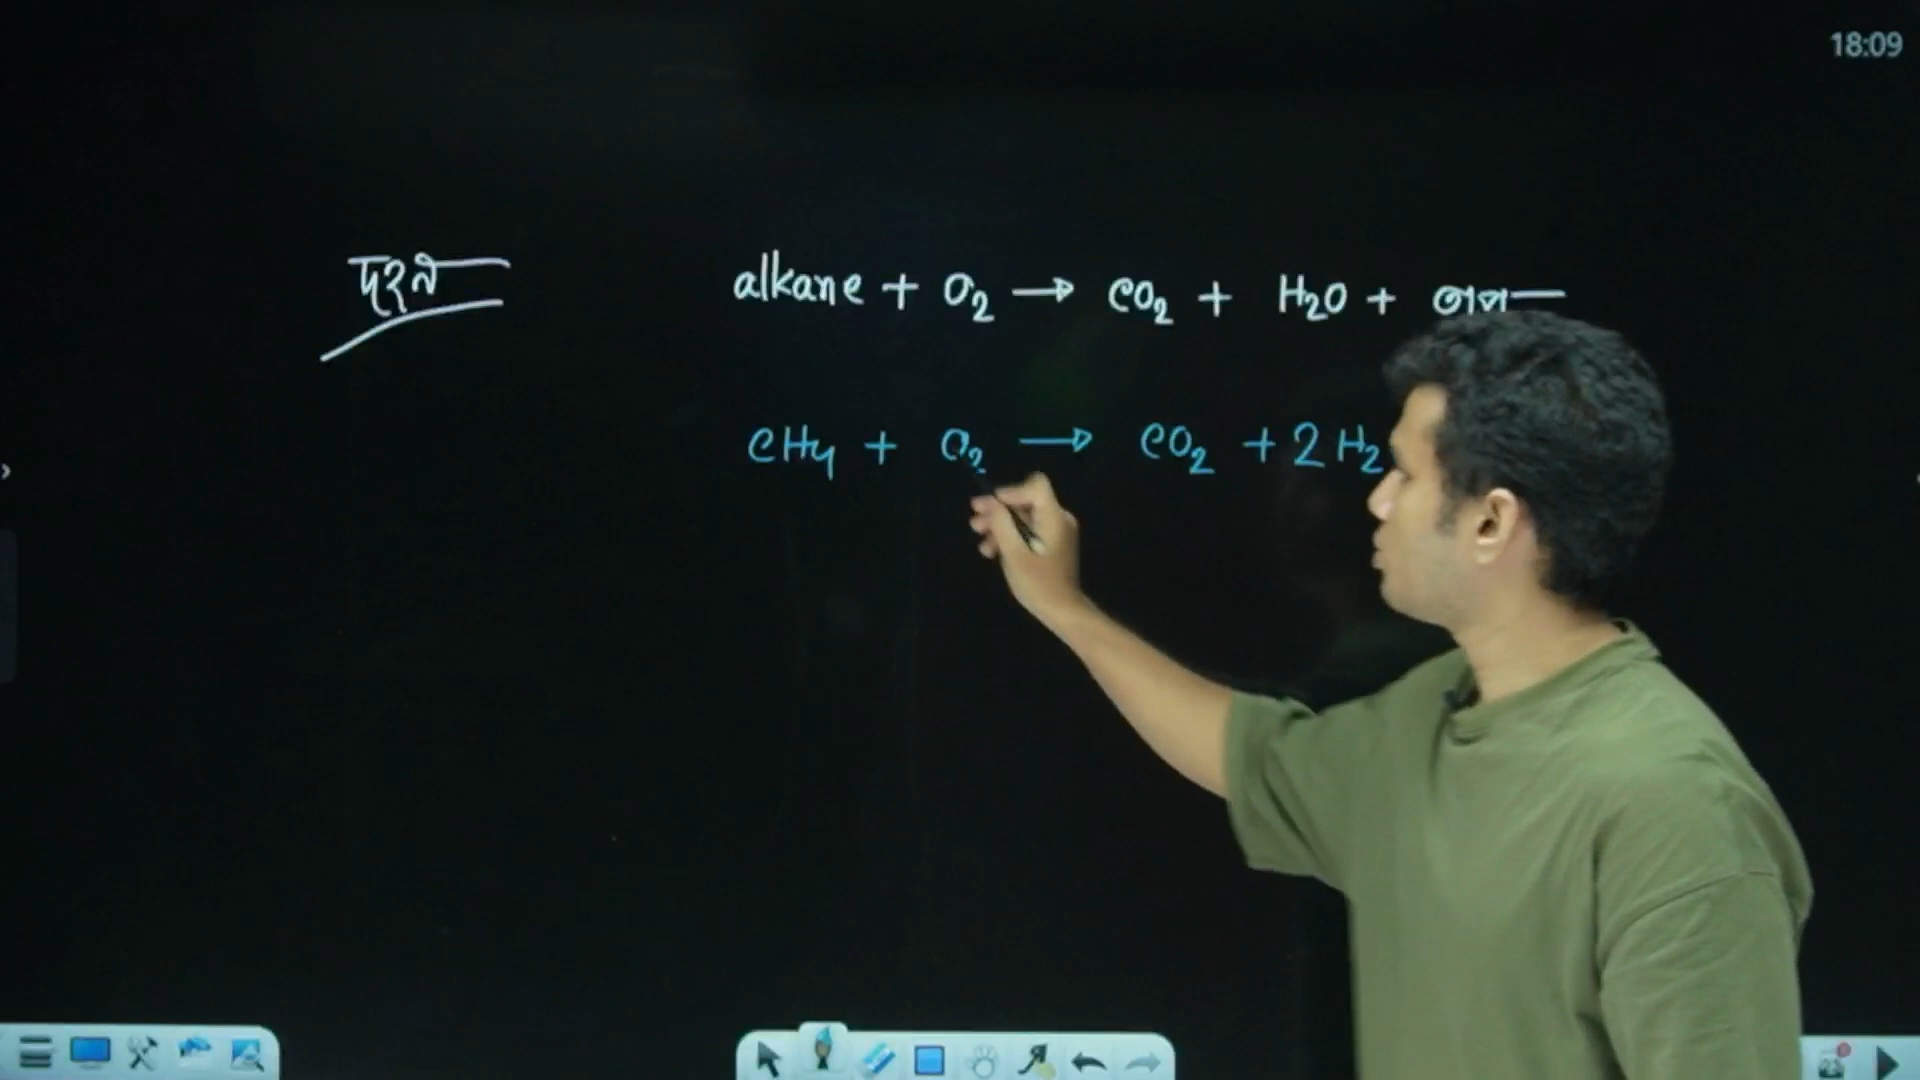 18:09
দহন
alkane + O₂ → CO₂ + H₂O + তাপ
CH₄ + O₂ → CO₂ + 2 H₂